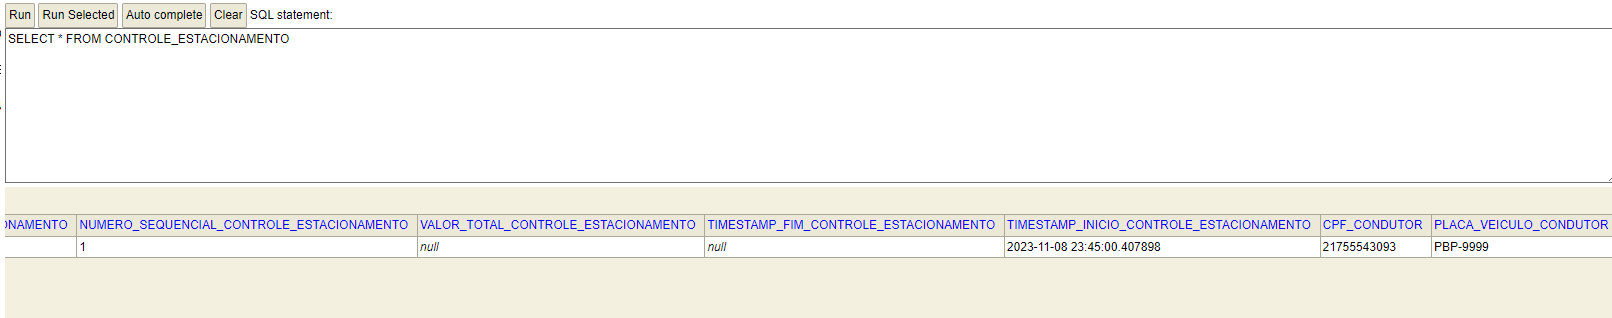 Run Run Selected Auto complete Clear SQL statement:
SELECT * FROM CONTROLE_ESTACIONAMENTO
NUMERO_SEQUENCIAL_CONTROLE_ESTACIONAMENTO VALOR_TOTAL_CONTROLE_ESTACIONAMENTO TIMESTAMP_FIM_CONTROLE_ESTACIONAMENTO TIMESTAMP_INICIO_CONTROLE_ESTACIONAMENTO CPF_CONDUTOR PLACA_VEICULO_CONDUTOR
1 null null 2023-11-08 23:45:00.407898 21755543093 PBP-9999